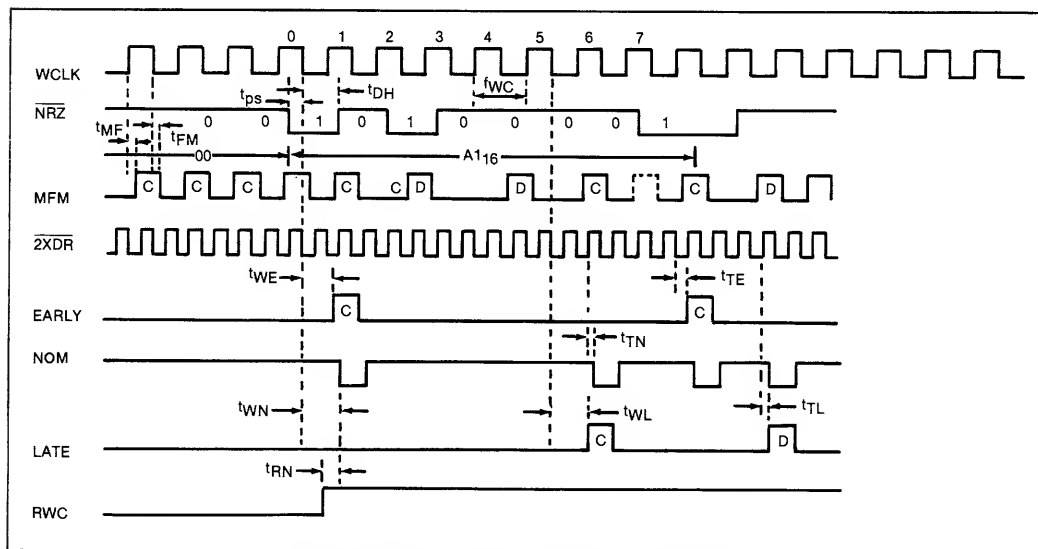 0 1 2 3 4 5 6 7
WCLK
tps tDH fWC
NRZ
0 0 1 0 1 0 0 0 0 1
tMF tFM
00 A116
MFM C C C C C D D C C D
2XDR
tWE tTE
EARLY C C
tTN
NOM
tWN tWL tTL
LATE C D
tRN
RWC